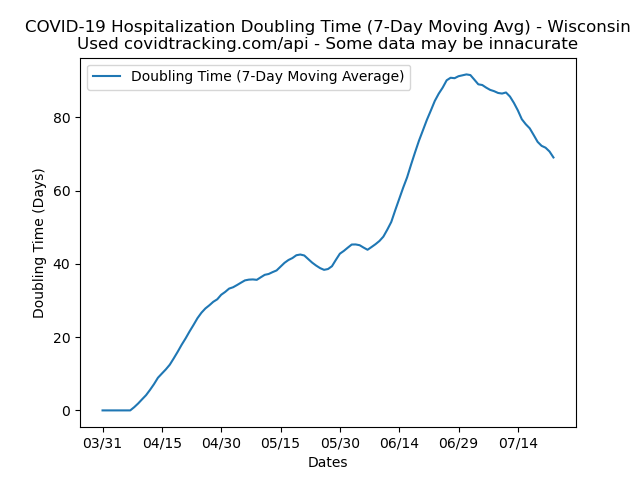 COVID-19 Hospitalization Doubling Time (7-Day Moving Avg) - Wisconsin
Used covidtracking.com/api - Some data may be innacurate
Doubling Time (7-Day Moving Average)
80
60
40
20
0
Doubling Time (Days)
03/31 04/15 04/30 05/15 05/30 06/14 06/29 07/14
Dates